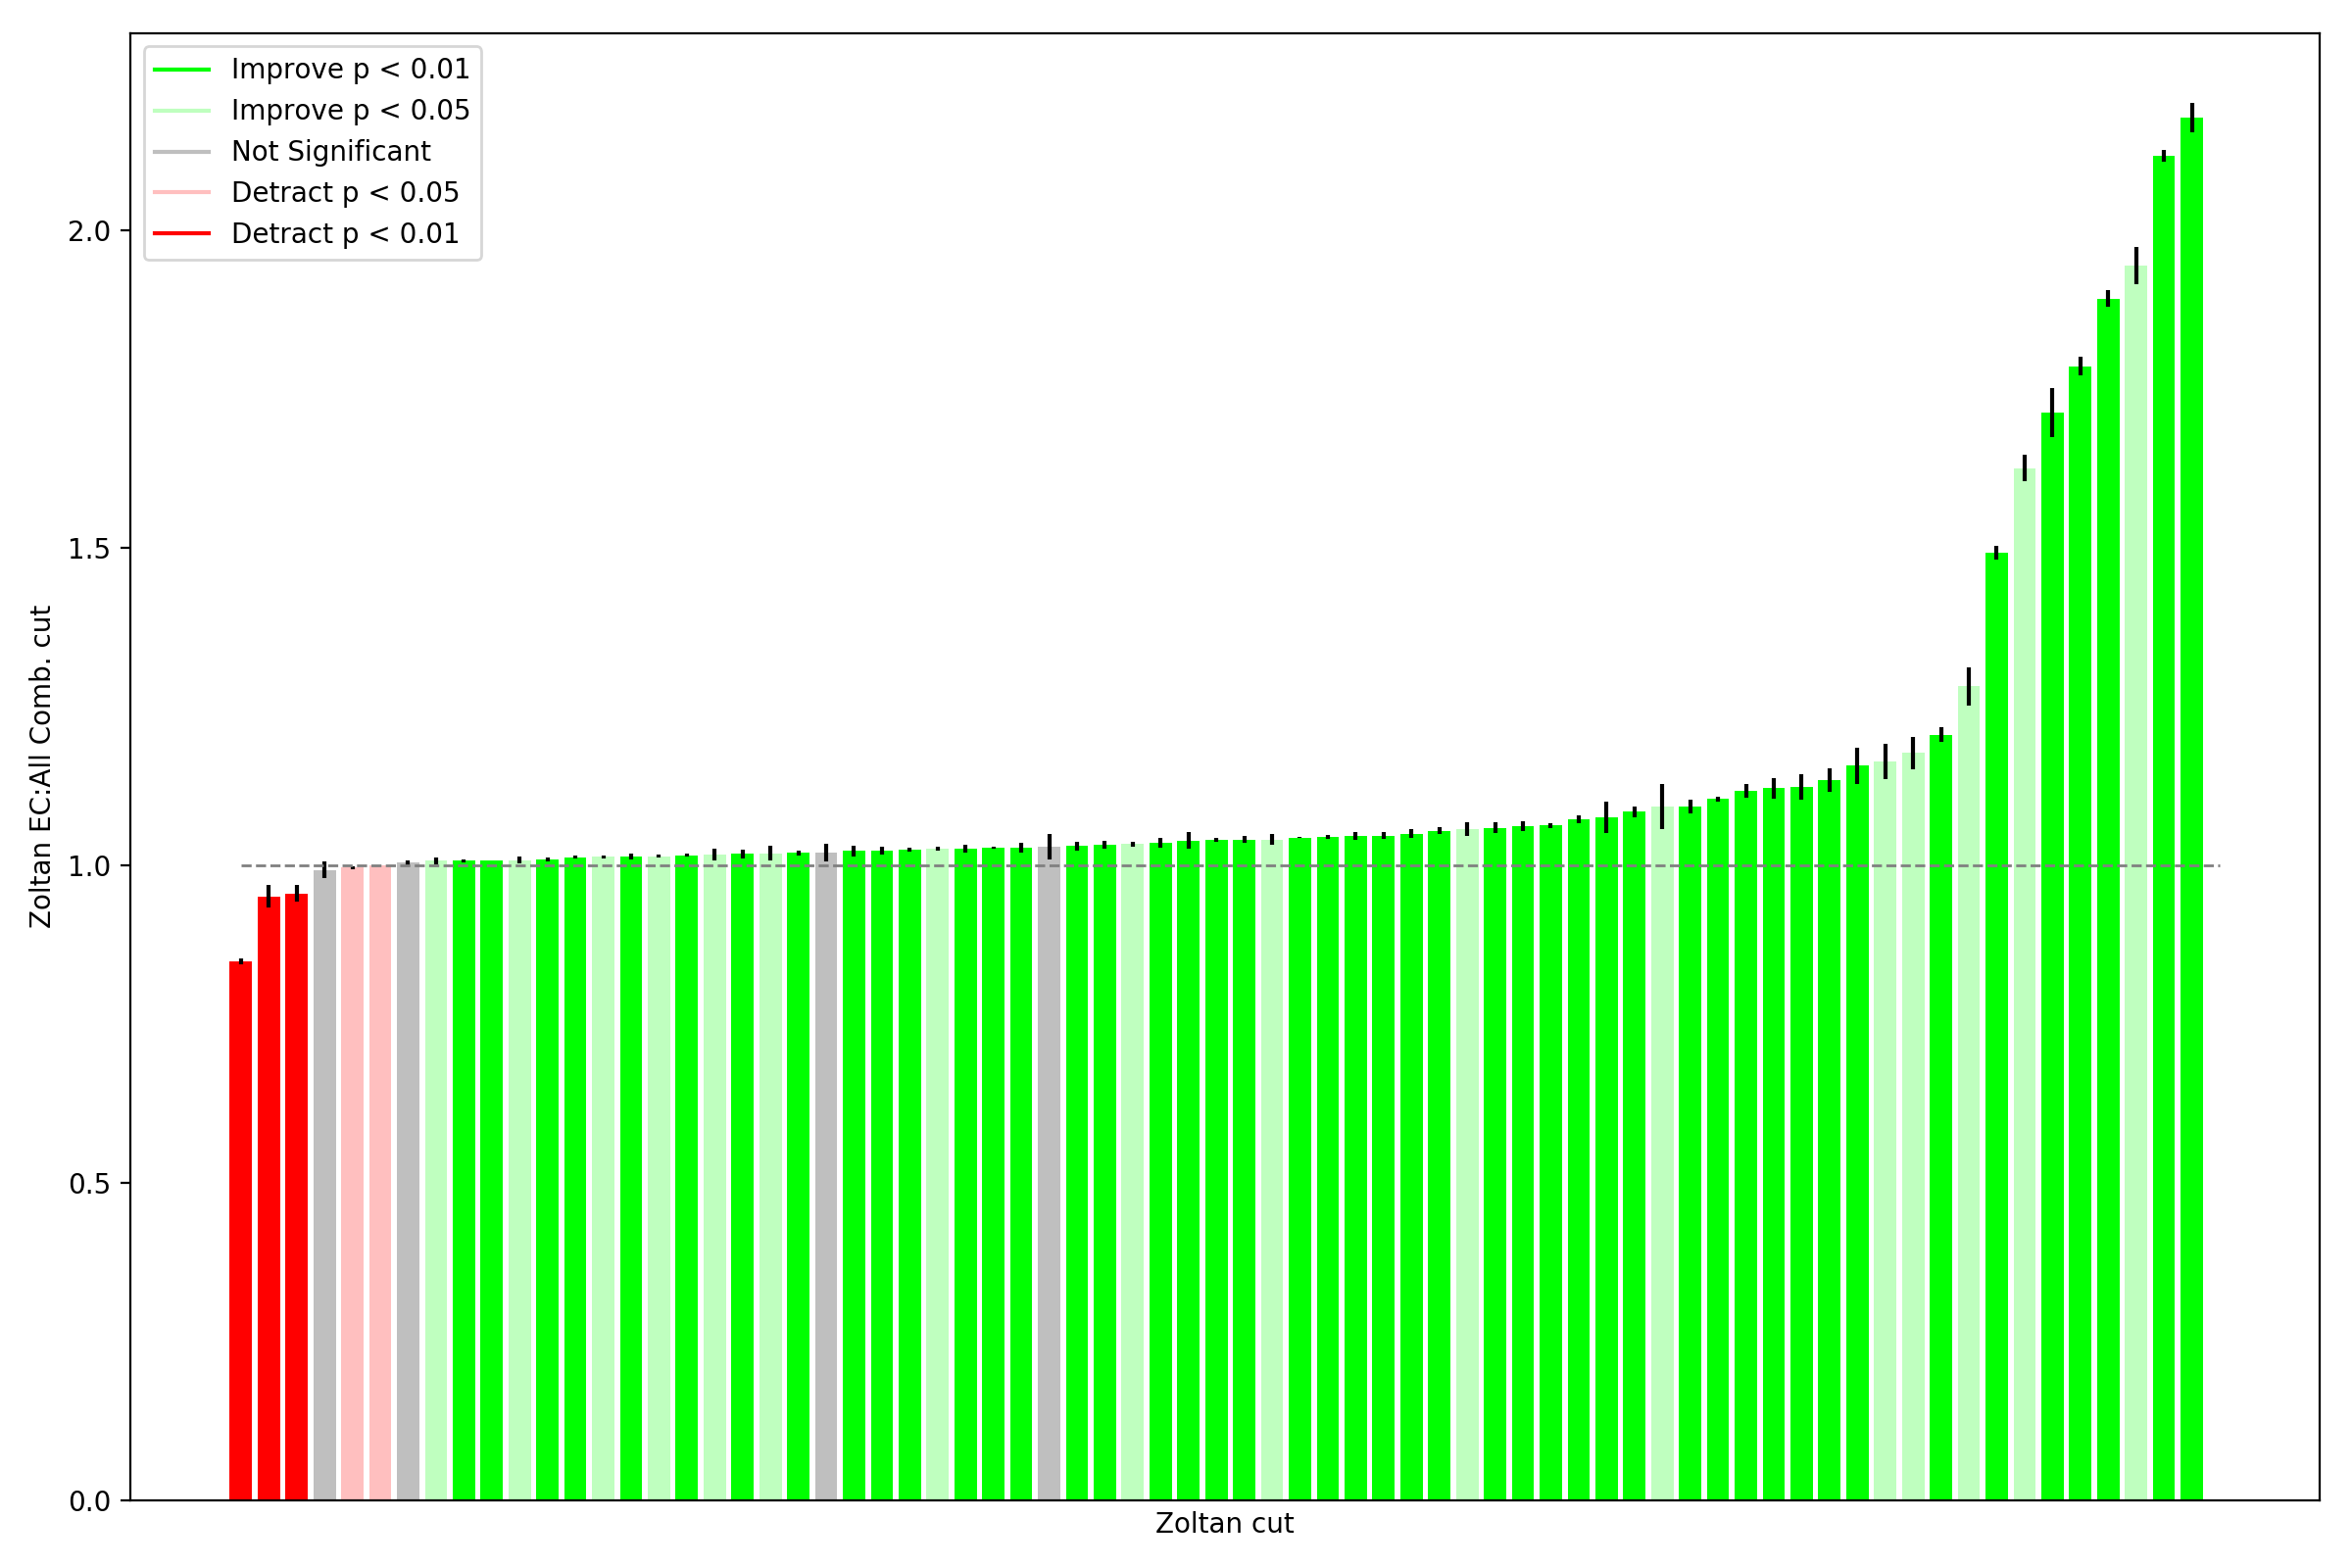 Improve p < 0.01
Improve p < 0.05
Not Significant
Detract p < 0.05
Detract p < 0.01
Zoltan EC:All Comb. cut
2.0
1.5
1.0
0.5
0.0
Zoltan cut